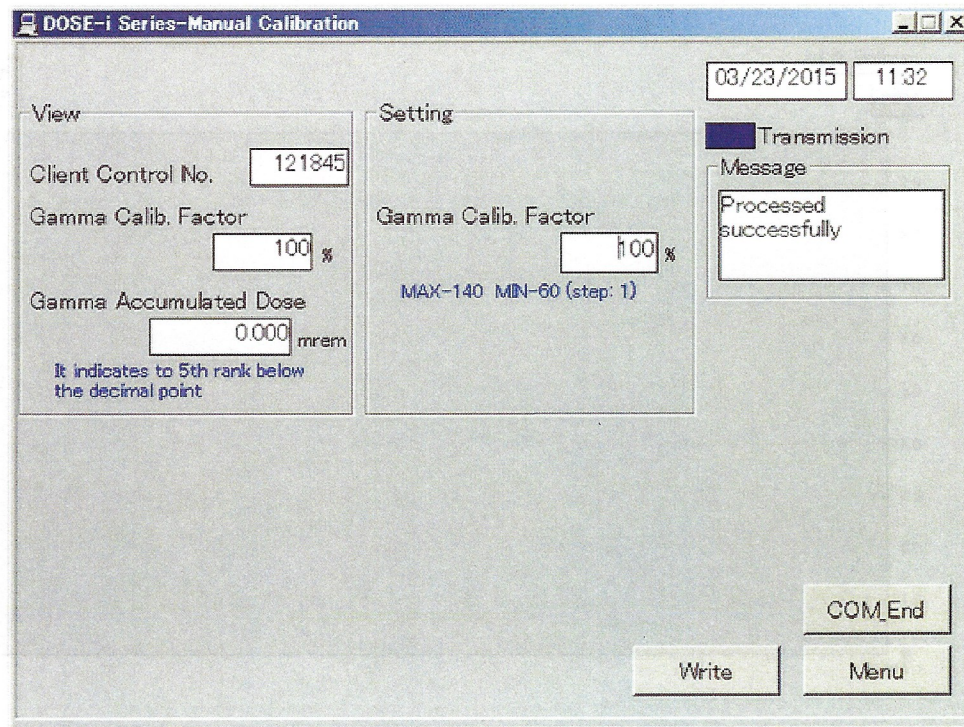 DOSE-i Series-Manual Calibration
03/23/2015 11:32
View
Client Control No. 121845
Gamma Calib. Factor
100 %
Gamma Accumulated Dose
0.000 mrem
It indicates to 5th rank below
the decimal point
Setting
Gamma Calib. Factor
100 %
MAX-140 MIN-60 (step: 1)
Transmission
Message
Processed
successfully
COM_End
Write
Menu